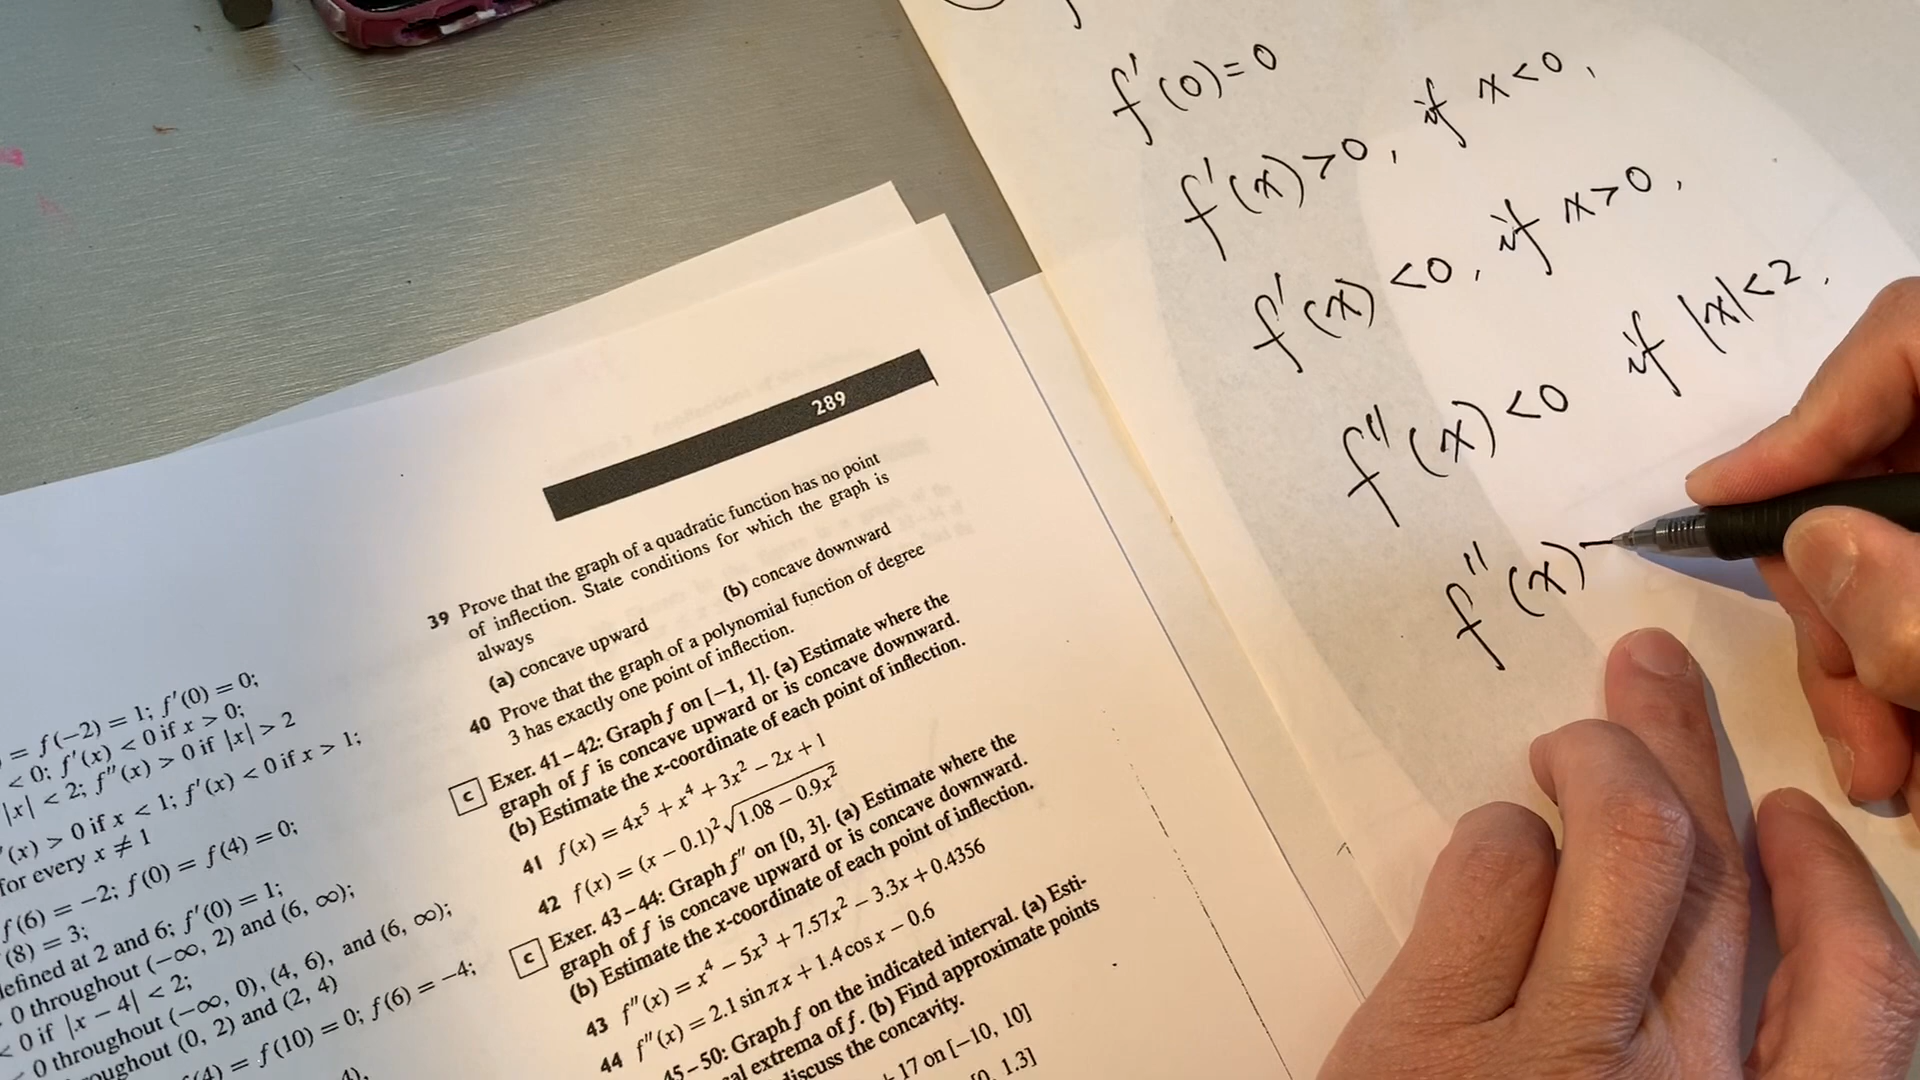 289
39 Prove that the graph of a quadratic function has no point
of inflection. State conditions for which the graph is
always
(a) concave upward (b) concave downward
40 Prove that the graph of a polynomial function of degree
3 has exactly one point of inflection.
c Exer. 41–42: Graph f on [−1, 1]. (a) Estimate where the
graph of f is concave upward or is concave downward.
(b) Estimate the x-coordinate of each point of inflection.
41 f(x) = 4x⁵ + x⁴ + 3x² − 2x + 1
42 f(x) = (x − 0.1)²√(1.08 − 0.9x²)
c Exer. 43–44: Graph f″ on [0, 3]. (a) Estimate where the
graph of f is concave upward or is concave downward.
(b) Estimate the x-coordinate of each point of inflection.
43 f″(x) = x⁴ − 5x³ + 7.57x² − 3.3x + 0.4356
44 f″(x) = 2.1 sin πx + 1.4 cos x − 0.6
45–50: Graph f on the indicated interval. (a) Esti-
extrema of f. (b) Find approximate points
discuss the concavity.
17 on [−10, 10]
1.3]
= f(−2) = 1; f′(0) = 0;
< 0; f′(x) < 0 if x > 0;
|x| < 2; f″(x) > 0 if |x| > 2
(x) > 0 if x < 1; f′(x) < 0 if x > 1;
for every x ≠ 1
f(6) = −2; f(0) = f(4) = 0;
(8) = 3;
at 2 and 6; f′(0) = 1;
0 throughout (−∞, 2) and (6, ∞);
< 0 if |x − 4| < 2;
0 throughout (−∞, 0), (4, 6), and (6, ∞);
(0, 2) and (2, 4)
(4) = f(10) = 0; f(6) = −4;
4),
f′(0) = 0
f′(x) > 0, if x < 0,
f′(x) < 0, if x > 0,
f″(x) < 0 if |x| < 2,
f″(x)